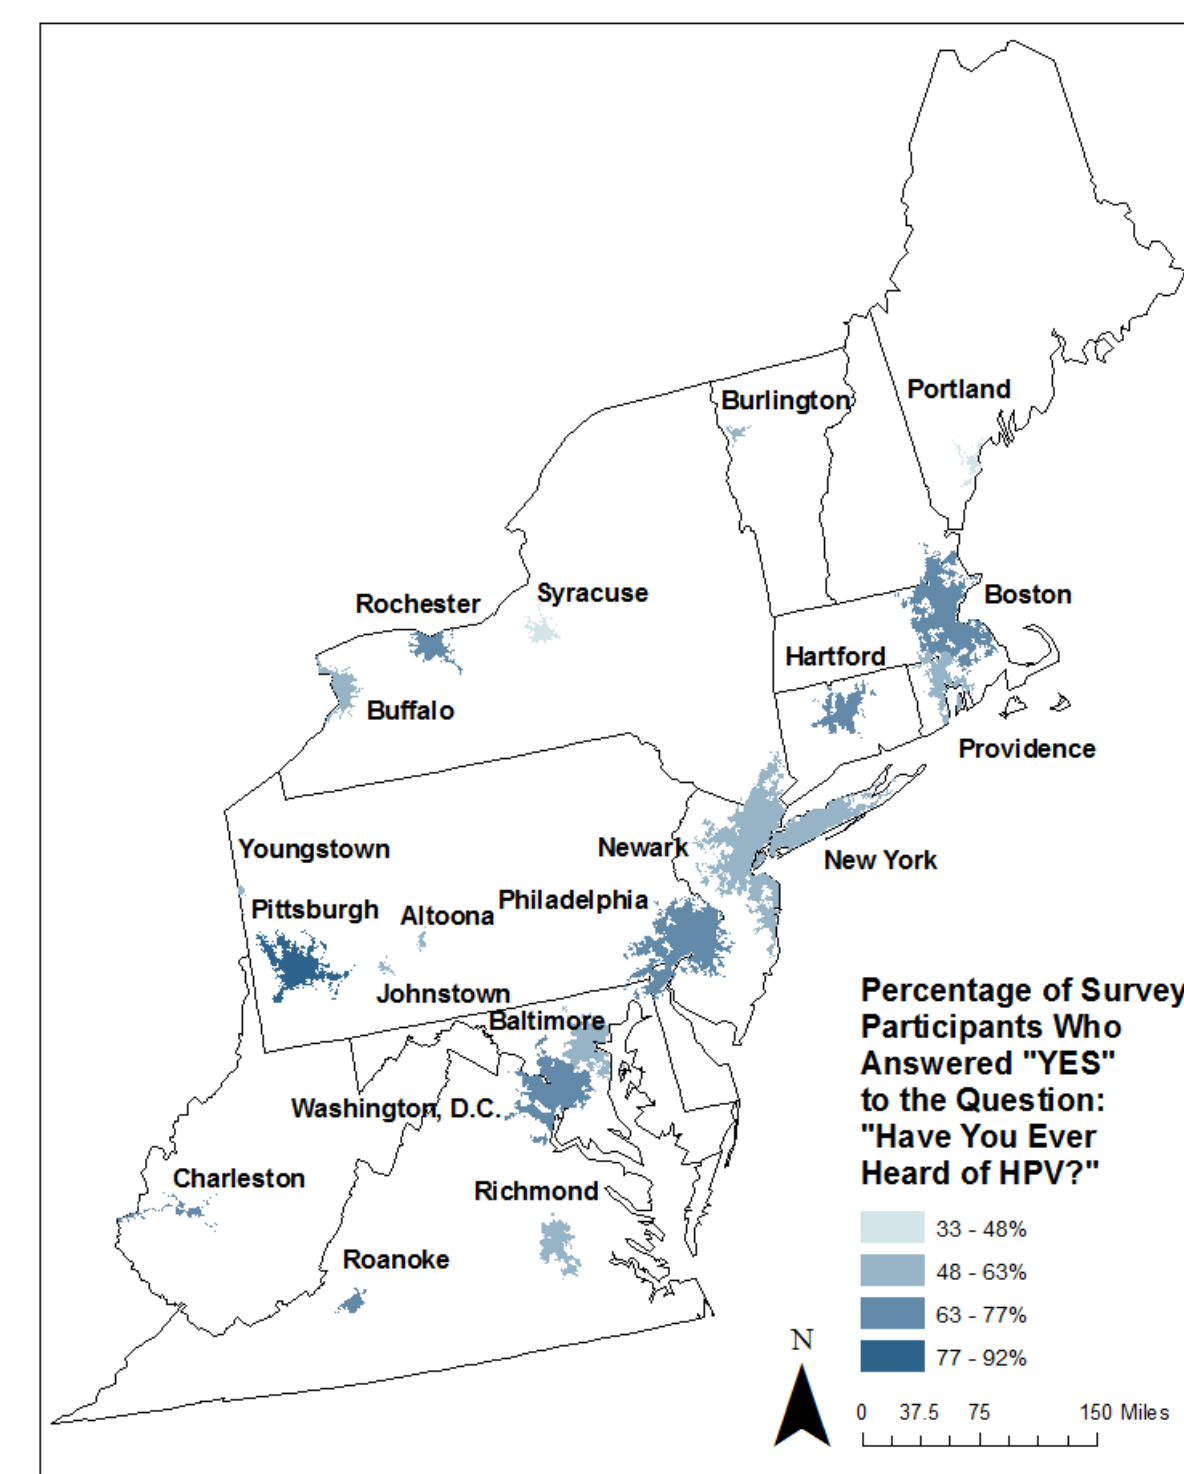 Burlington
Portland
Rochester
Syracuse
Boston
Hartford
Buffalo
Providence
Youngstown
Newark
New York
Pittsburgh
Altoona
Philadelphia
Johnstown
Baltimore
Washington, D.C.
Charleston
Richmond
Roanoke
Percentage of Survey
Participants Who
Answered "YES"
to the Question:
"Have You Ever
Heard of HPV?"
33 - 48%
48 - 63%
63 - 77%
77 - 92%
N
0 37.5 75 150 Miles